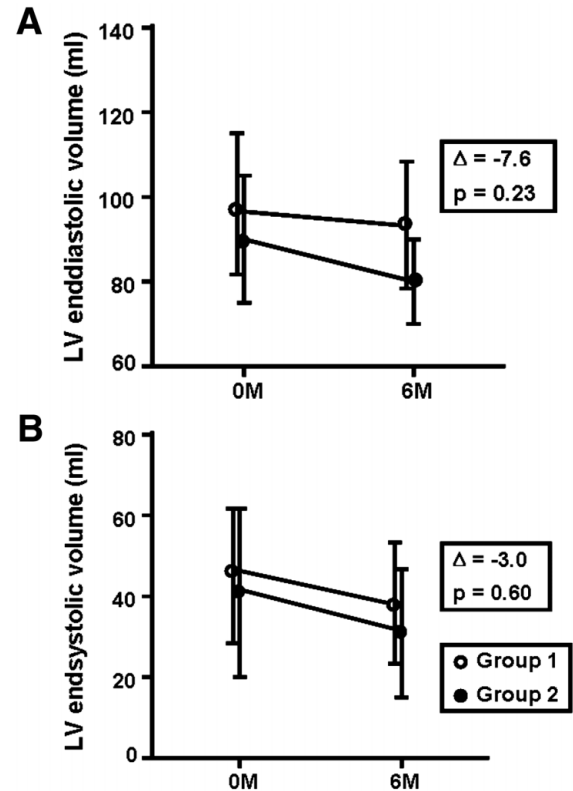 A
LV enddiastolic volume (ml)
140
120
100
80
60
0M
6M
Δ = -7.6
p = 0.23
B
LV endsystolic volume (ml)
80
60
40
20
0
0M
6M
Δ = -3.0
p = 0.60
Group 1
Group 2